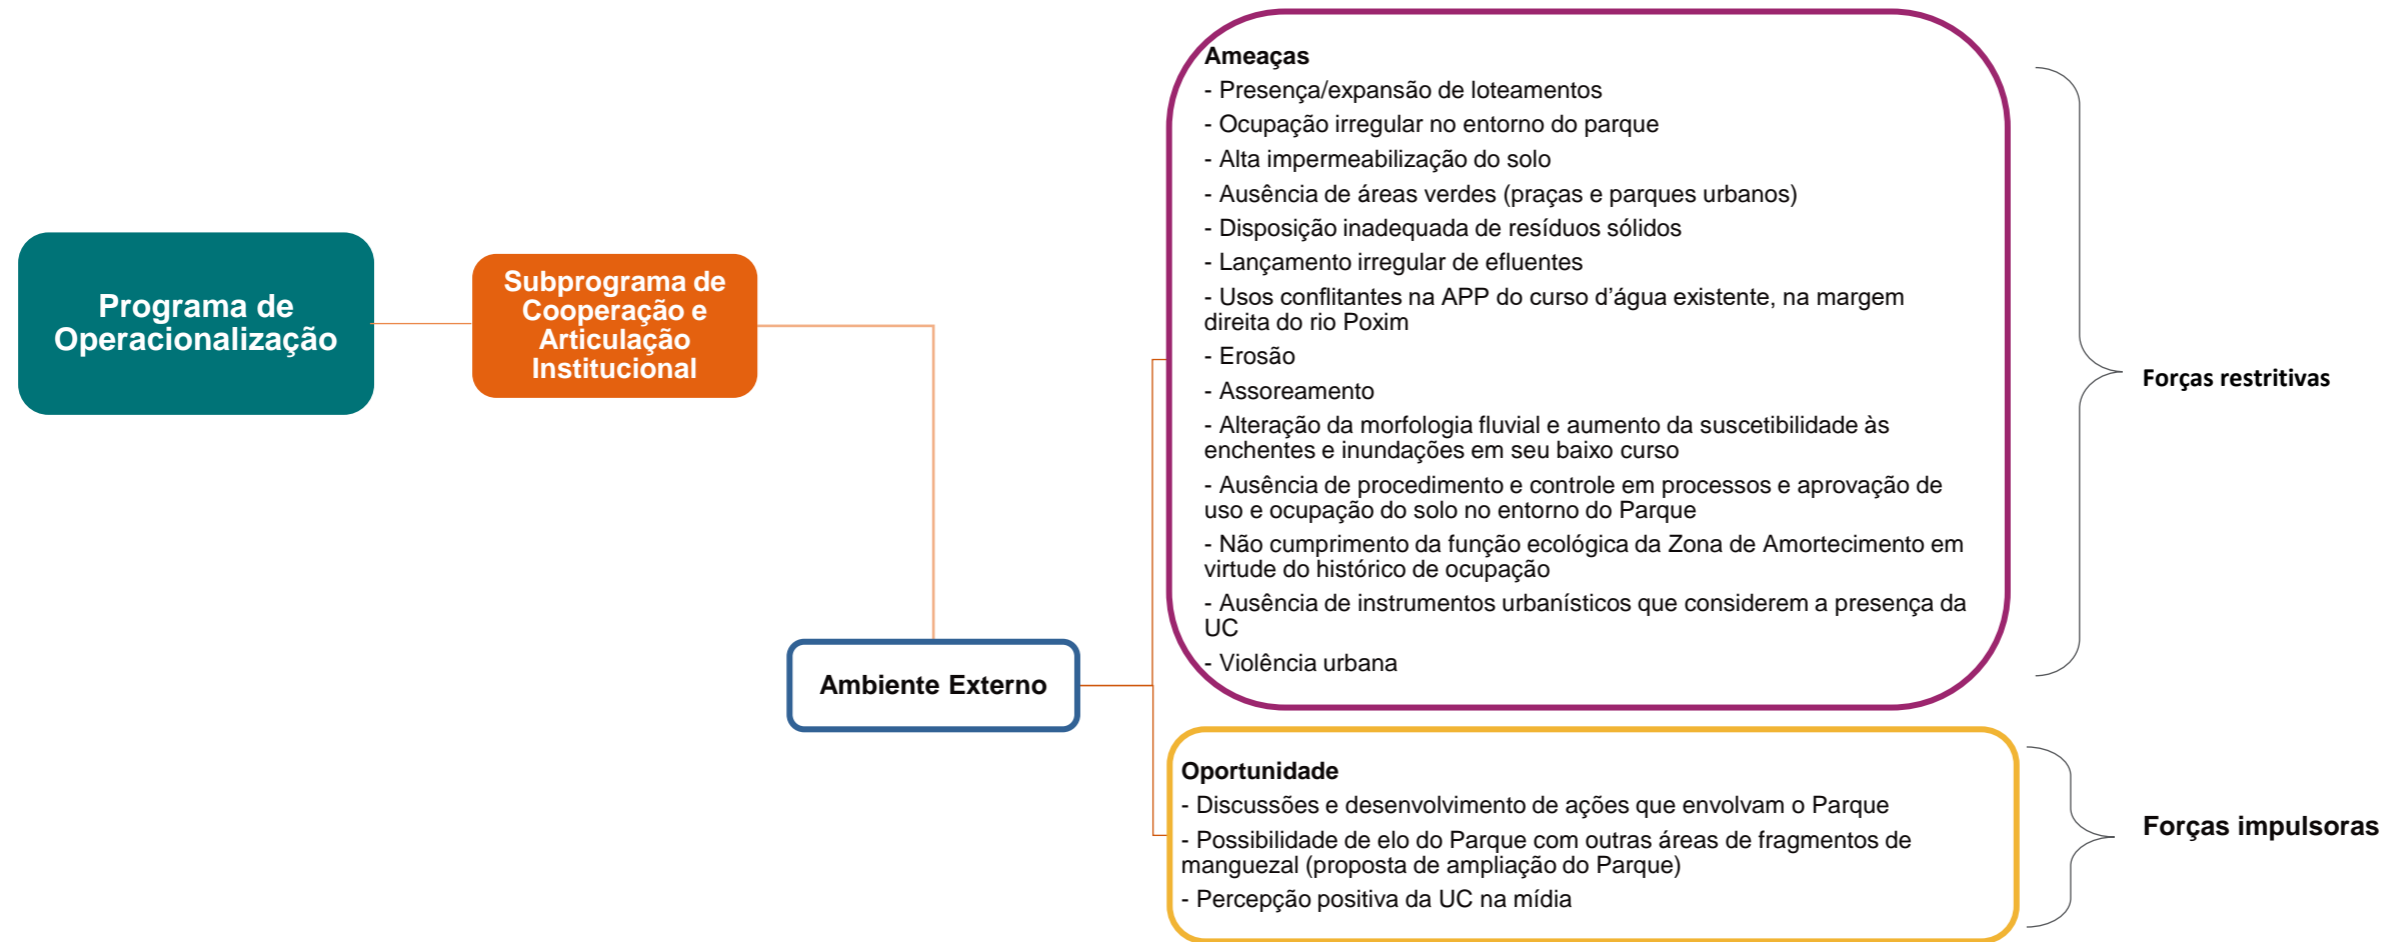 Programa de
Operacionalização
Subprograma de
Cooperação e
Articulação
Institucional
Ambiente Externo
Ameaças
- Presença/expansão de loteamentos
- Ocupação irregular no entorno do parque
- Alta impermeabilização do solo
- Ausência de áreas verdes (praças e parques urbanos)
- Disposição inadequada de resíduos sólidos
- Lançamento irregular de efluentes
- Usos conflitantes na APP do curso d’água existente, na margem
direita do rio Poxim
- Erosão
- Assoreamento
- Alteração da morfologia fluvial e aumento da suscetibilidade às
enchentes e inundações em seu baixo curso
- Ausência de procedimento e controle em processos e aprovação de
uso e ocupação do solo no entorno do Parque
- Não cumprimento da função ecológica da Zona de Amortecimento em
virtude do histórico de ocupação
- Ausência de instrumentos urbanísticos que considerem a presença da
UC
- Violência urbana
Forças restritivas
Oportunidade
- Discussões e desenvolvimento de ações que envolvam o Parque
- Possibilidade de elo do Parque com outras áreas de fragmentos de
manguezal (proposta de ampliação do Parque)
- Percepção positiva da UC na mídia
Forças impulsoras